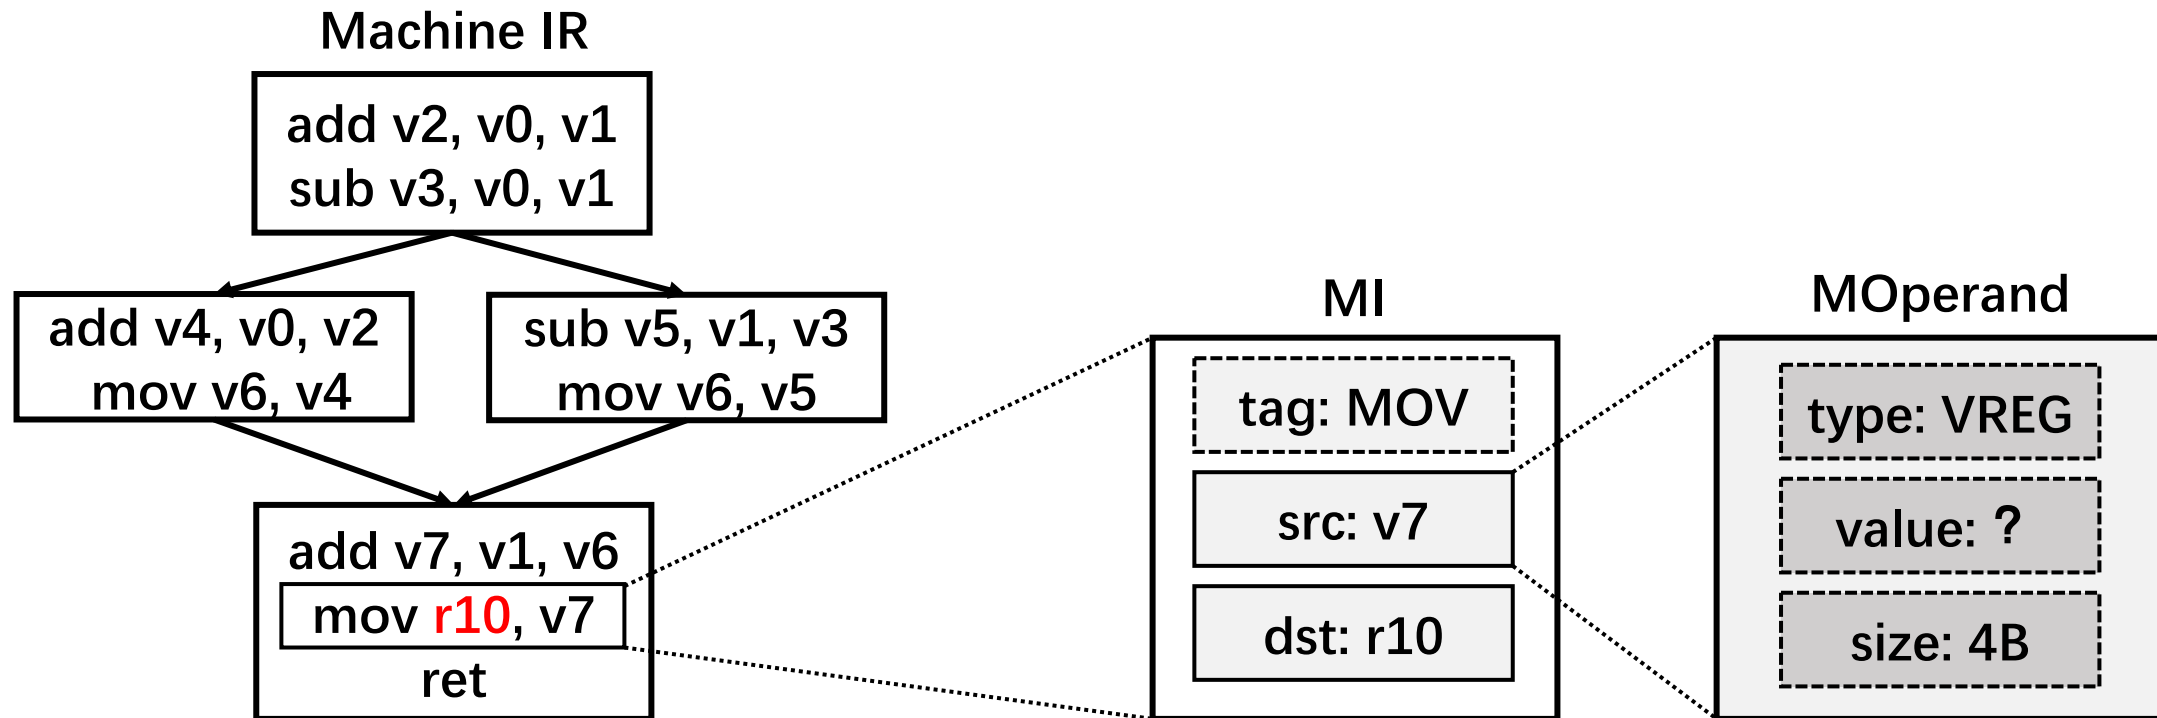 Machine IR
add v2, v0, v1
sub v3, v0, v1
add v4, v0, v2
mov v6, v4
sub v5, v1, v3
mov v6, v5
add v7, v1, v6
mov r10, v7
ret
MI
tag: MOV
src: v7
dst: r10
MOperand
type: VREG
value: ?
size: 4B